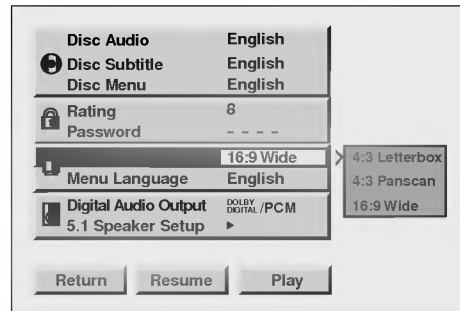 Disc Audio English
Disc Subtitle English
Disc Menu English
Rating 8
Password - - - -
16:9 Wide
Menu Language English
Digital Audio Output DOLBY DIGITAL /PCM
5.1 Speaker Setup ►
4:3 Letterbox
4:3 Panscan
16:9 Wide
Return Resume Play